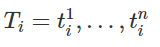 T_i = t_i^1, \ldots, t_i^n